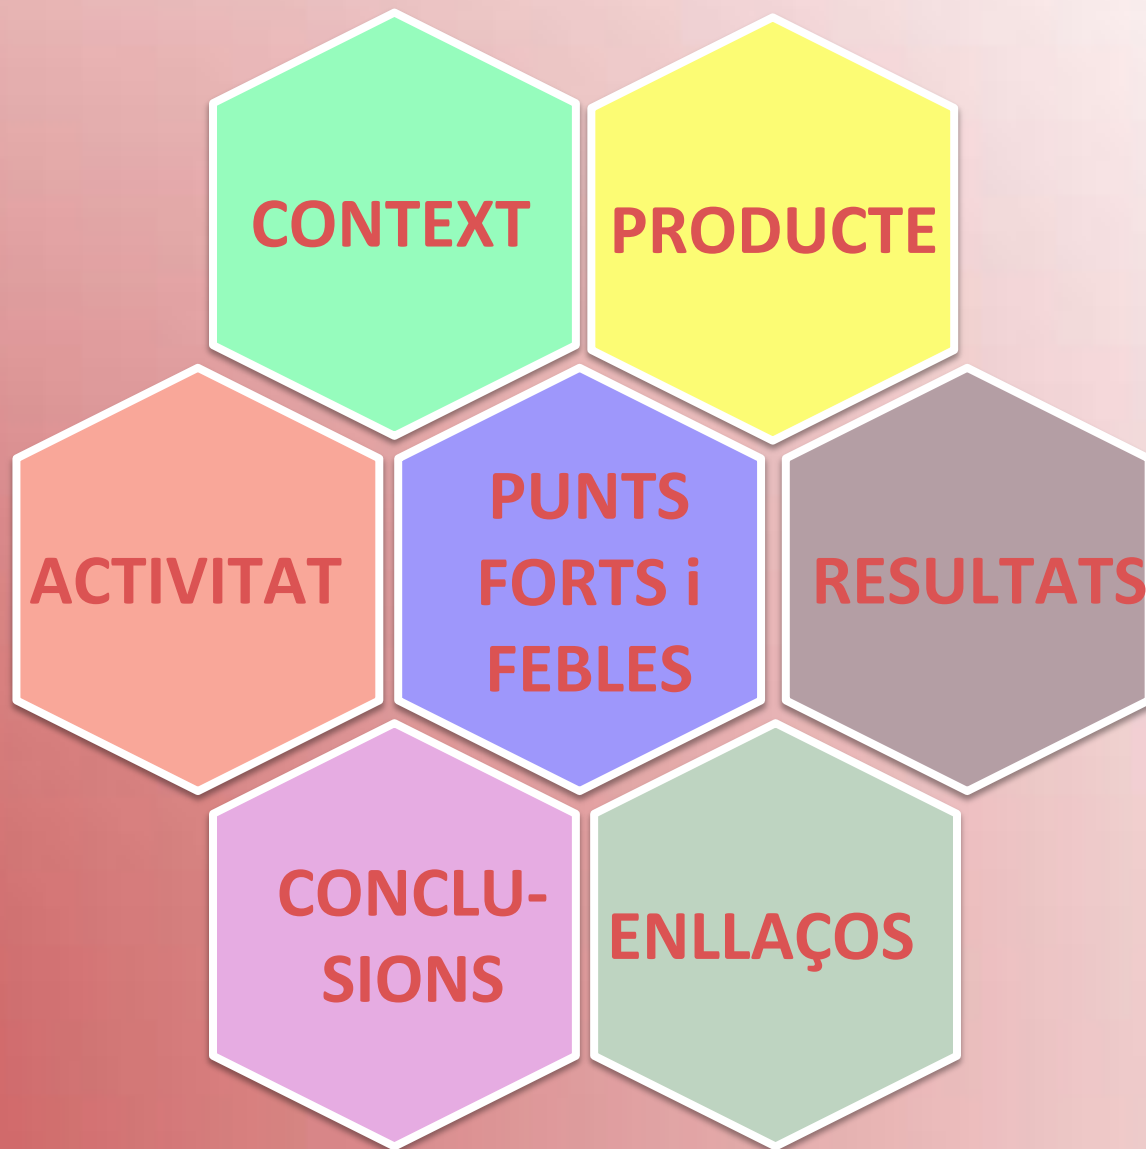 CONTEXT
PRODUCTE
ACTIVITAT
PUNTS
FORTS i
FEBLES
RESULTATS
CONCLU-
SIONS
ENLLAÇOS